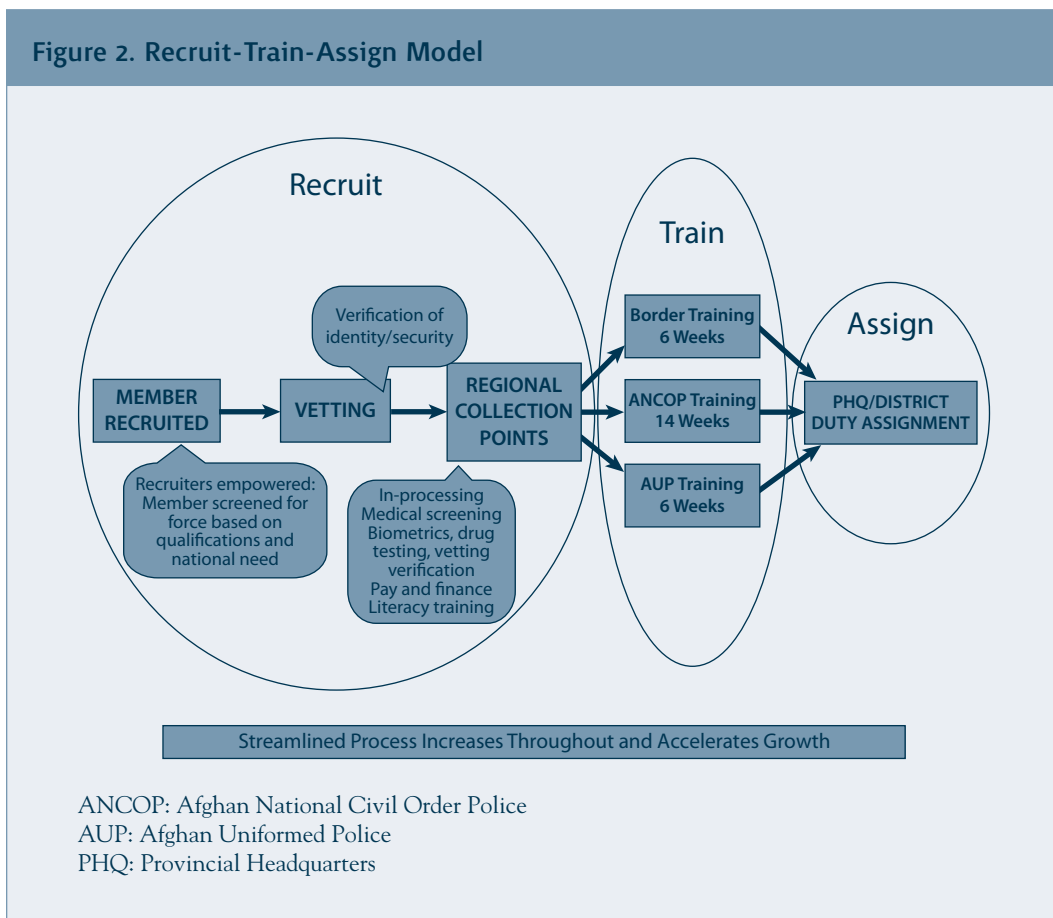 Figure 2. Recruit-Train-Assign Model
Recruit
Train
Assign
Verification of
identity/security
MEMBER
RECRUITED
VETTING
REGIONAL
COLLECTION
POINTS
Recruiters empowered:
Member screened for
force based on
qualifications and
national need
In-processing
Medical screening
Biometrics, drug
testing, vetting
verification
Pay and finance
Literacy training
Border Training
6 Weeks
ANCOP Training
14 Weeks
AUP Training
6 Weeks
PHQ/DISTRICT
DUTY ASSIGNMENT
Streamlined Process Increases Throughout and Accelerates Growth
ANCOP: Afghan National Civil Order Police
AUP: Afghan Uniformed Police
PHQ: Provincial Headquarters